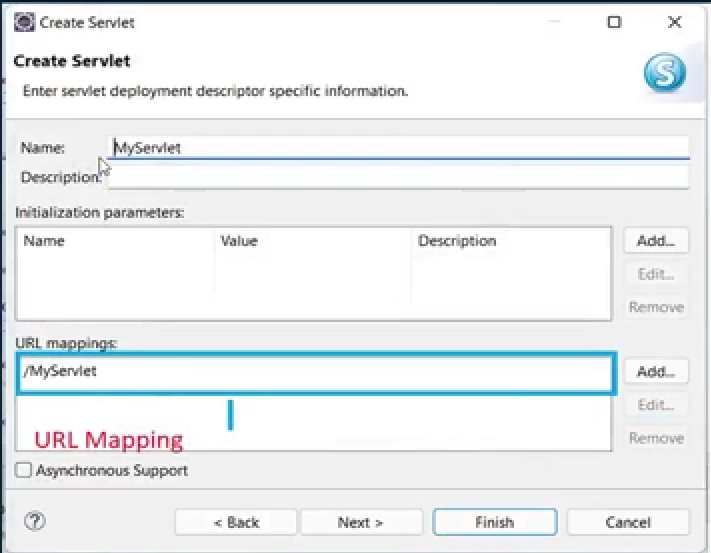 Create Servlet
Create Servlet
Enter servlet deployment descriptor specific information.
S
Name: MyServlet
Description:
Initialization parameters:
Name Value Description
Add...
Edit...
Remove
URL mappings:
/MyServlet
Add...
Edit...
URL Mapping
Remove
Asynchronous Support
? < Back Next > Finish Cancel